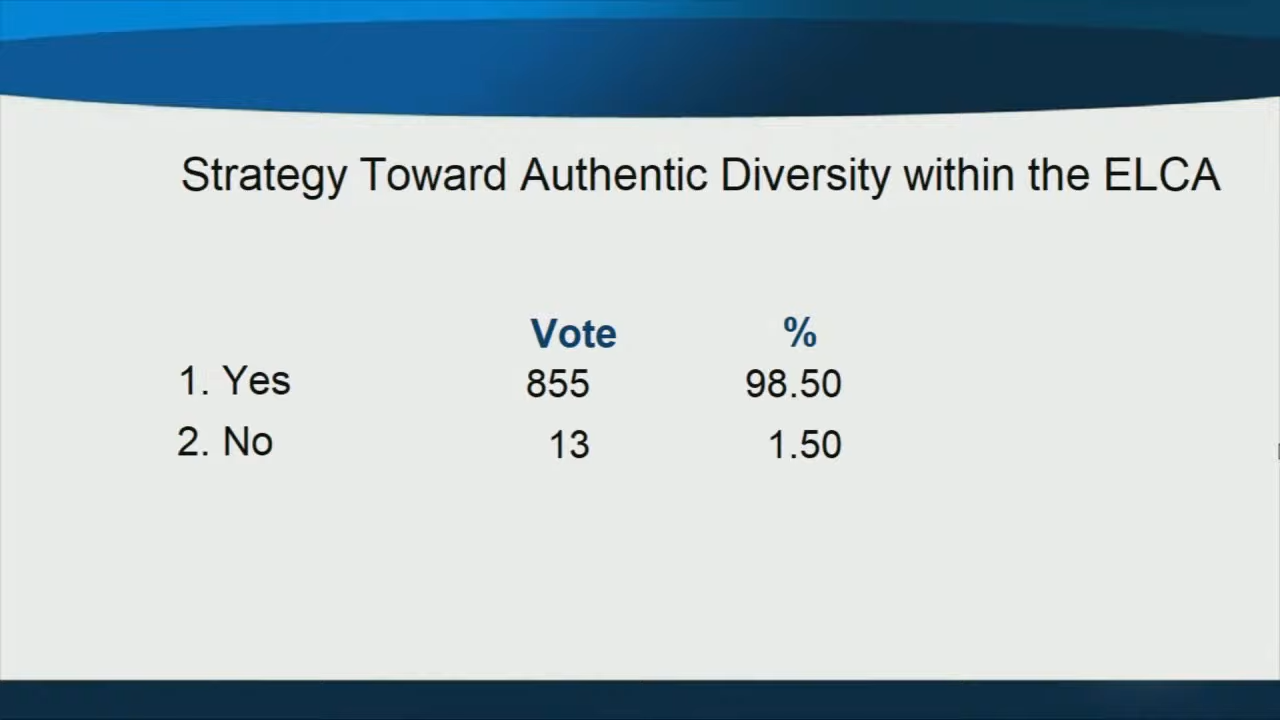 Strategy Toward Authentic Diversity within the ELCA
Vote %
1. Yes 855 98.50
2. No 13 1.50